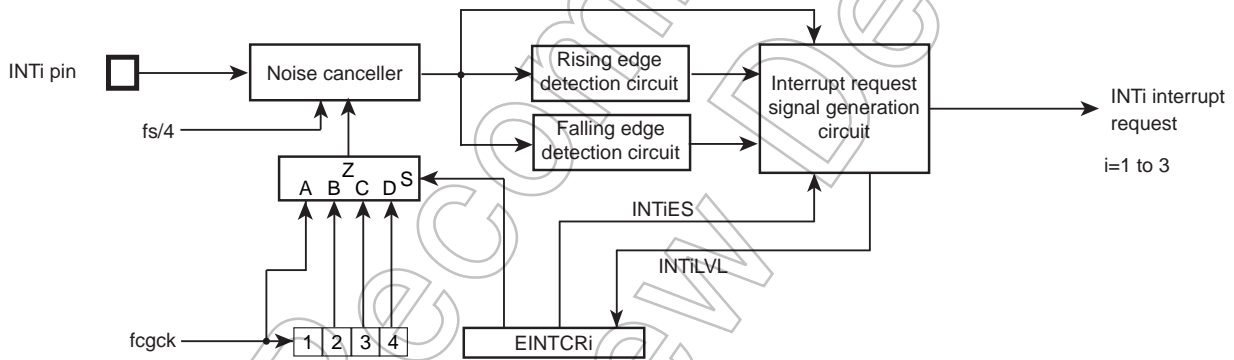 INTi pin
Noise canceller
Rising edge
detection circuit
Falling edge
detection circuit
Interrupt request
signal generation
circuit
INTi interrupt
request
i=1 to 3
fs/4
Z
A B C D S
INTiES
INTiLVL
fcgck
1 2 3 4
EINTCRi